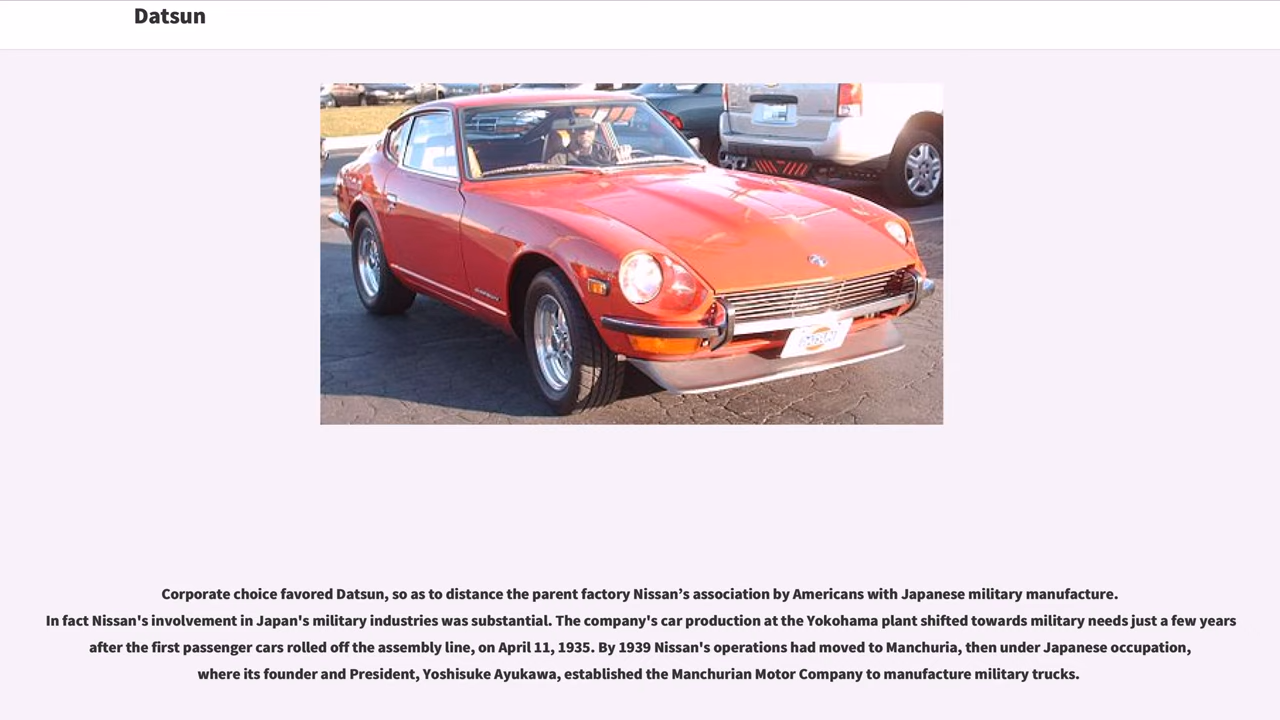 Datsun
Corporate choice favored Datsun, so as to distance the parent factory Nissan’s association by Americans with Japanese military manufacture.
In fact Nissan's involvement in Japan's military industries was substantial. The company's car production at the Yokohama plant shifted towards military needs just a few years
after the first passenger cars rolled off the assembly line, on April 11, 1935. By 1939 Nissan's operations had moved to Manchuria, then under Japanese occupation,
where its founder and President, Yoshisuke Ayukawa, established the Manchurian Motor Company to manufacture military trucks.